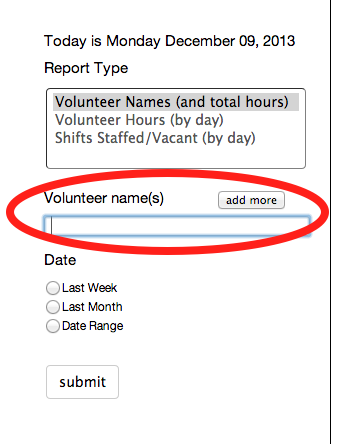 Today is Monday December 09, 2013
Report Type
Volunteer Names (and total hours)
Volunteer Hours (by day)
Shifts Staffed/Vacant (by day)
Volunteer name(s) add more
Date
Last Week
Last Month
Date Range
submit